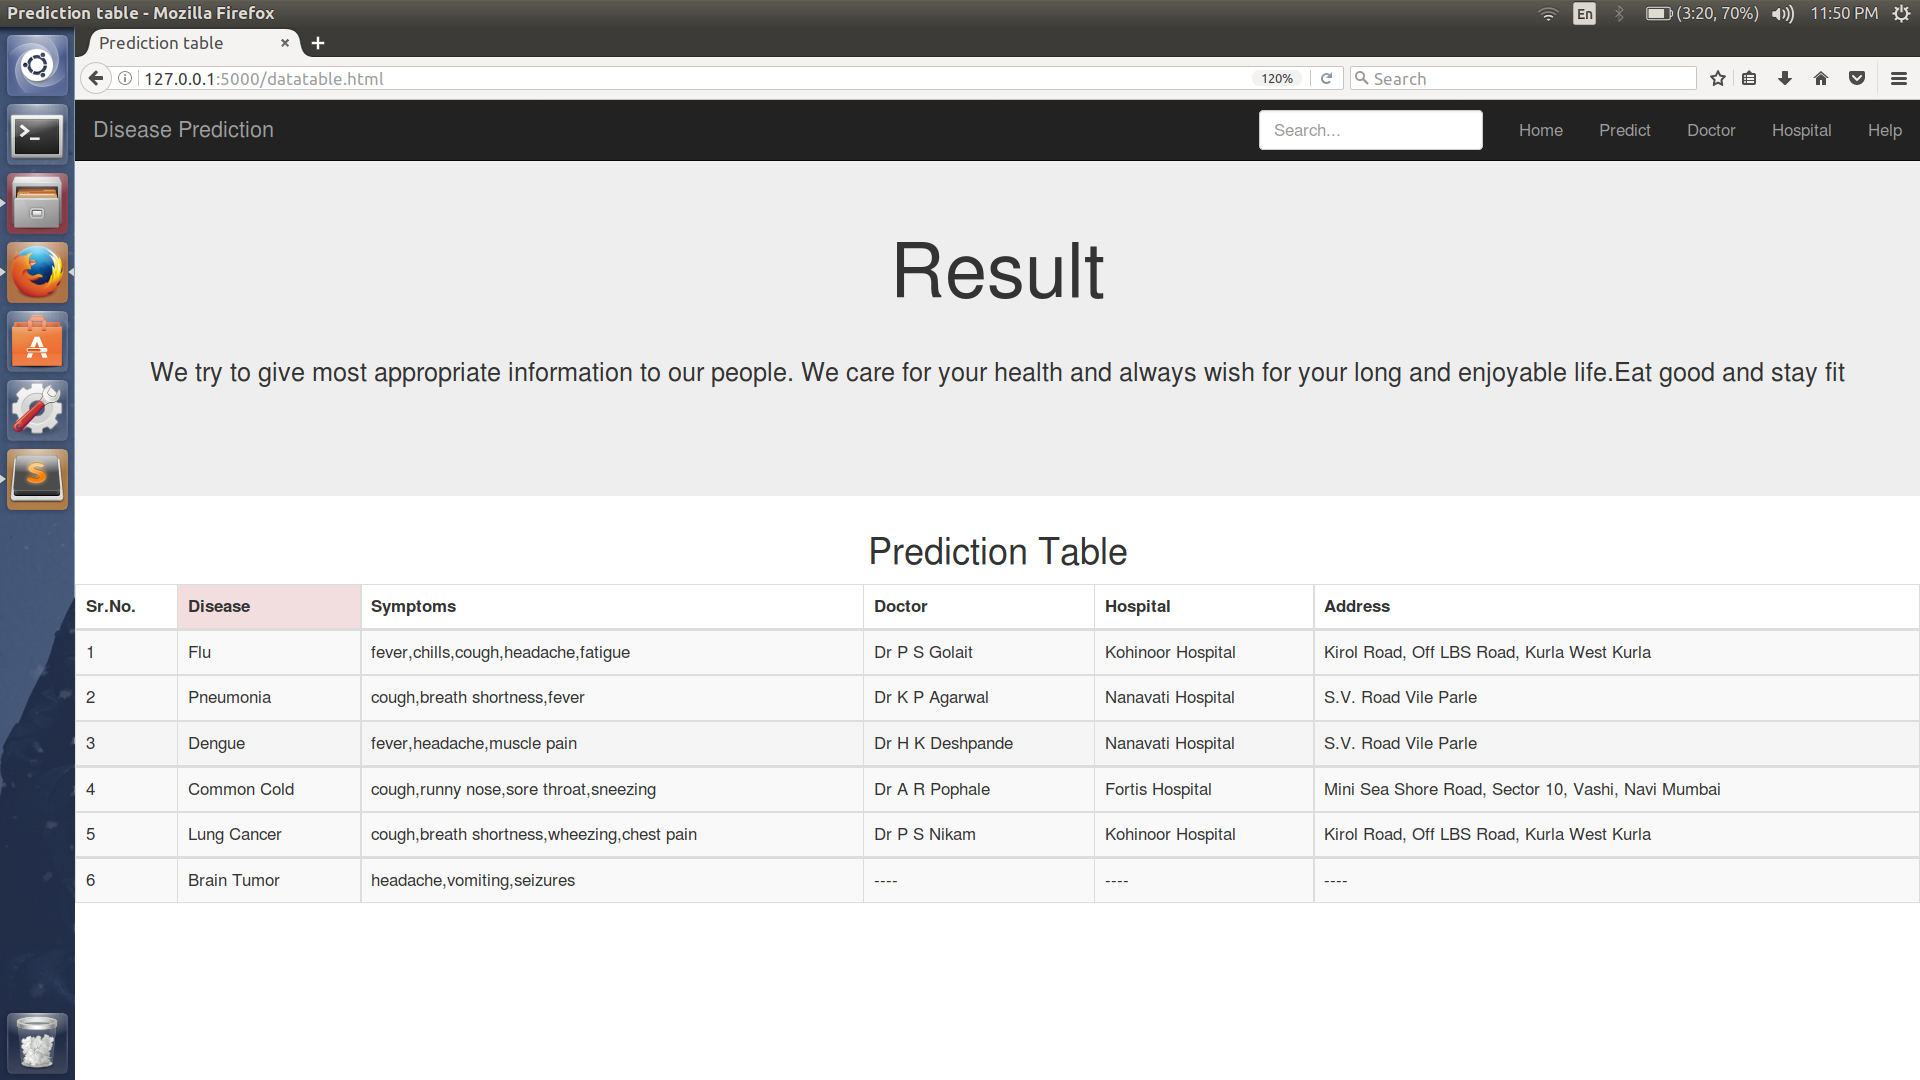 Prediction table - Mozilla Firefox
En
(3:20, 70%)
11:50 PM
Prediction table
127.0.0.1:5000/datatable.html
120%
Search
Disease Prediction
Search...
Home
Predict
Doctor
Hospital
Help
Result
We try to give most appropriate information to our people. We care for your health and always wish for your long and enjoyable life.Eat good and stay fit
Prediction Table
Sr.No. Disease Symptoms Doctor Hospital Address
1 Flu fever,chills,cough,headache,fatigue Dr P S Golait Kohinoor Hospital Kirol Road, Off LBS Road, Kurla West Kurla
2 Pneumonia cough,breath shortness,fever Dr K P Agarwal Nanavati Hospital S.V. Road Vile Parle
3 Dengue fever,headache,muscle pain Dr H K Deshpande Nanavati Hospital S.V. Road Vile Parle
4 Common Cold cough,runny nose,sore throat,sneezing Dr A R Pophale Fortis Hospital Mini Sea Shore Road, Sector 10, Vashi, Navi Mumbai
5 Lung Cancer cough,breath shortness,wheezing,chest pain Dr P S Nikam Kohinoor Hospital Kirol Road, Off LBS Road, Kurla West Kurla
6 Brain Tumor headache,vomiting,seizures ---- ---- ----